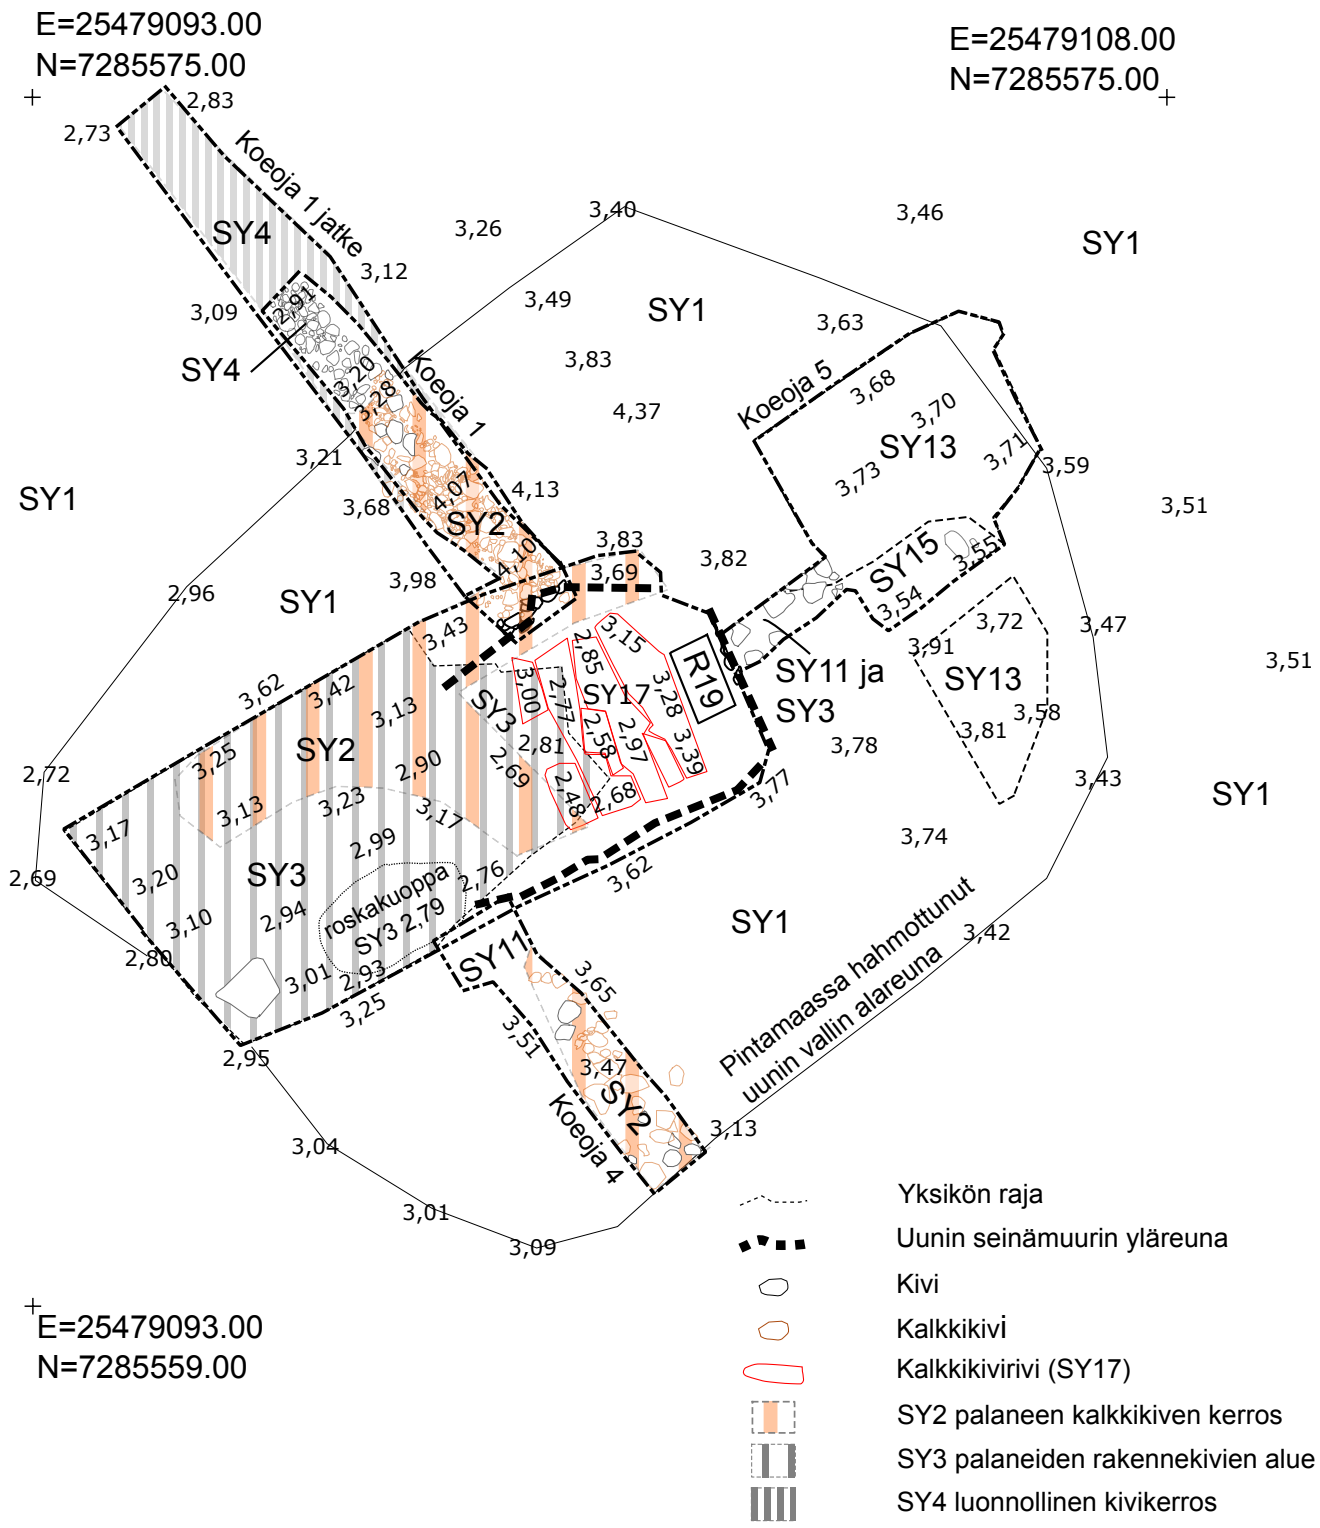 E=25479093.00
N=7285575.00
E=25479108.00
N=7285575.00
2,83
2,73
Koeoja 1 jatke
SY4
3,26
3,40
3,46
SY1
3,12
2,91
3,09
3,49
SY1
3,63
SY4
3,20
3,28
3,83
Koeoja 1
Koeoja 5
3,68
3,70
4,37
SY13
3,71
3,73
3,59
3,21
SY1
3,68
4,07
4,13
3,51
SY2
4,10
3,83
3,82
SY15
3,55
3,69
3,98
2,96
SY1
3,54
3,43
3,15
2,85
3,91
3,72
3,47
R19
SY11 ja
SY3
SY13
3,51
3,62
3,42
3,13
SY3
3,00
2,77
SY17
3,28
3,58
3,81
SY2
3,25
2,90
2,81
2,69
2,58
2,97
3,39
3,78
2,72
3,77
3,43
SY1
3,13
3,23
3,17
2,48
2,68
3,17
2,99
3,74
3,62
2,69
3,20
SY3
2,76
roskakuoppa
SY3 2,79
3,10
2,94
SY1
3,42
2,80
SY11
3,01
2,93
3,65
3,25
3,51
Pintamaassa hahmottunut
uunin vallin alareuna
2,95
3,47
SY2
Koeoja 4
3,13
3,04
3,01
3,09
Yksikön raja
Uunin seinämuurin yläreuna
Kivi
Kalkkikivi
Kalkkikivirivi (SY17)
SY2 palaneen kalkkikiven kerros
SY3 palaneiden rakennekivien alue
SY4 luonnollinen kivikerros
E=25479093.00
N=7285559.00